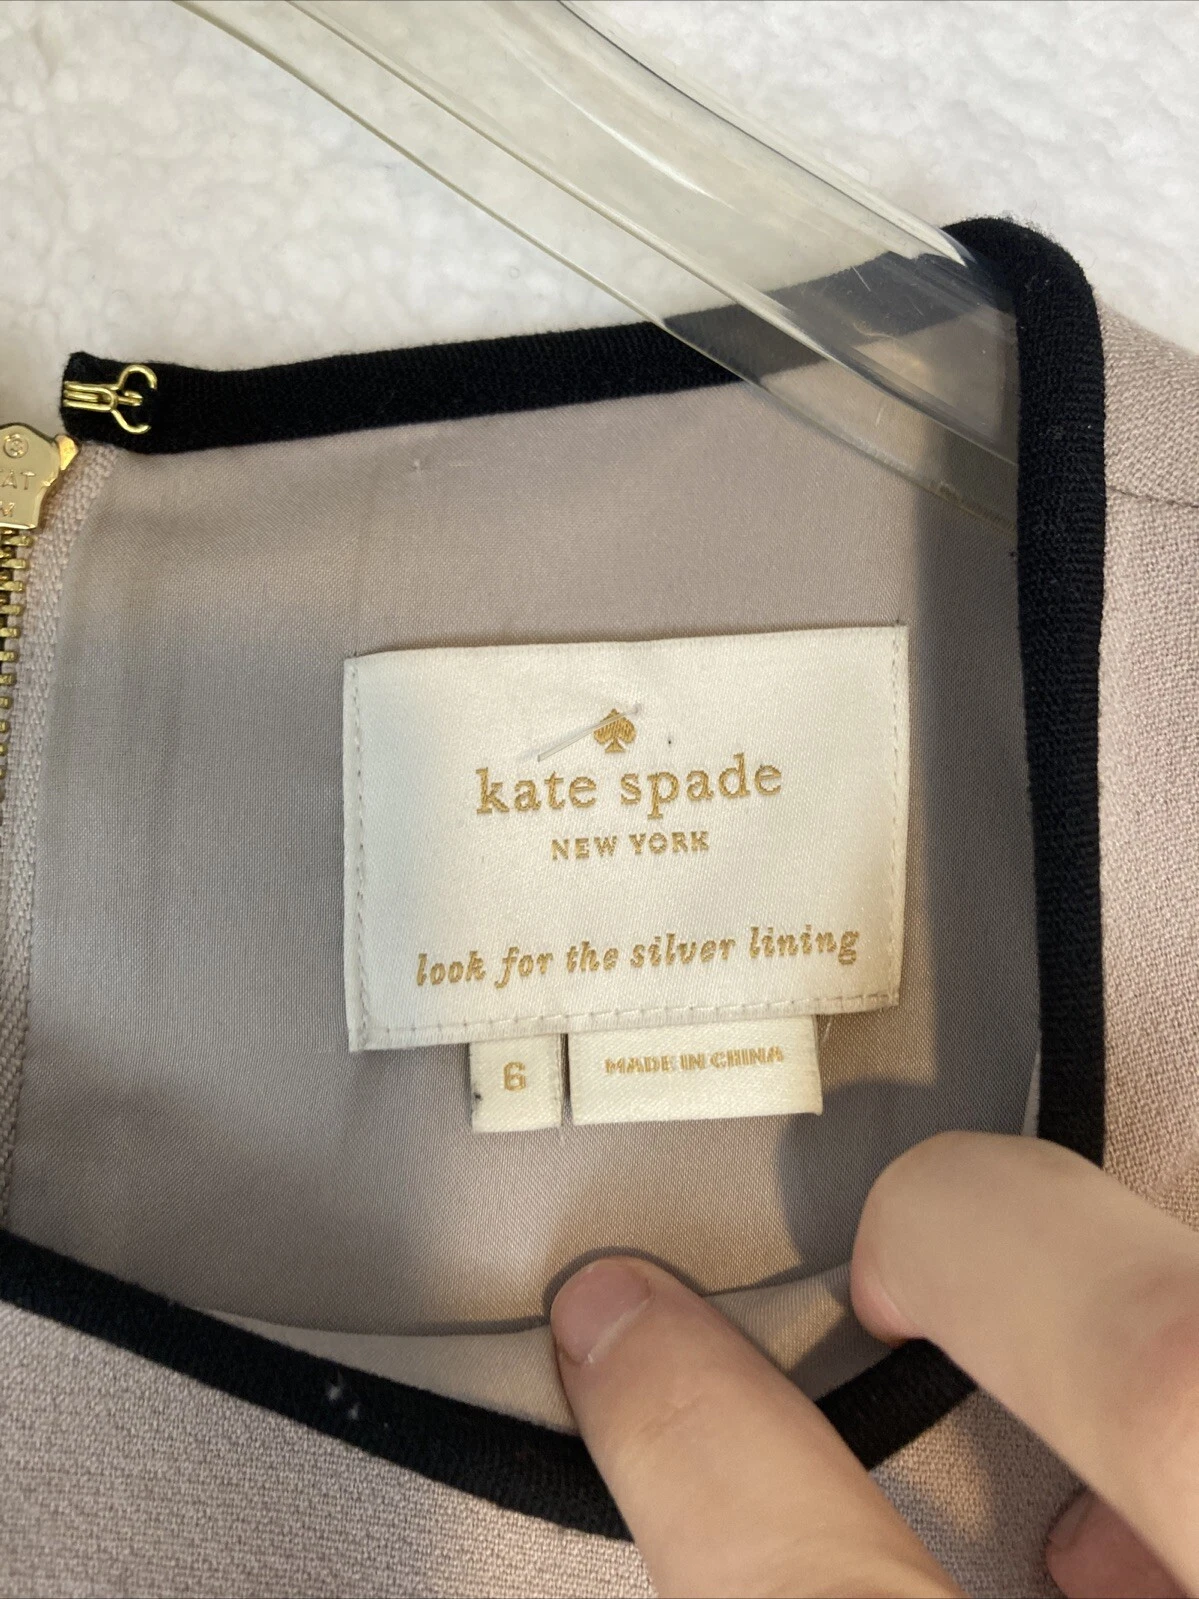 kate spade
NEW YORK
look for the silver lining
6
MADE IN CHINA